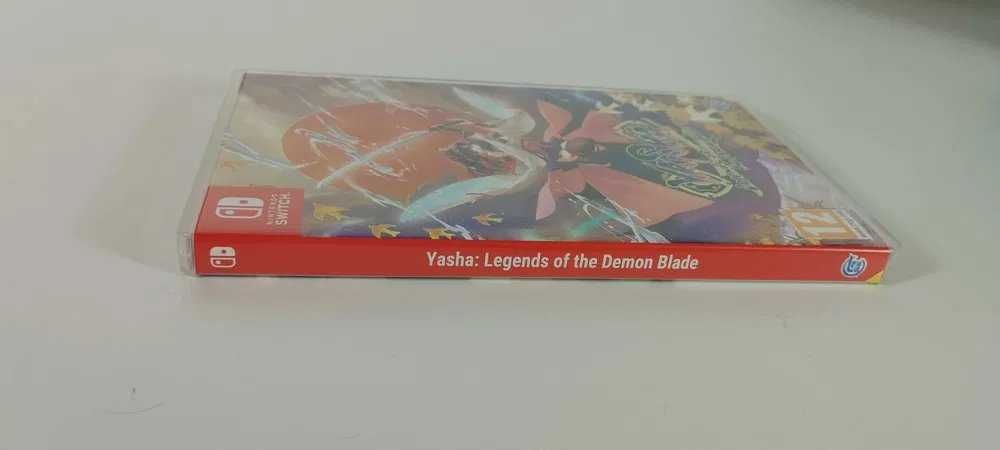 NINTENDO
SWITCH
12
Yasha: Legends of the Demon Blade